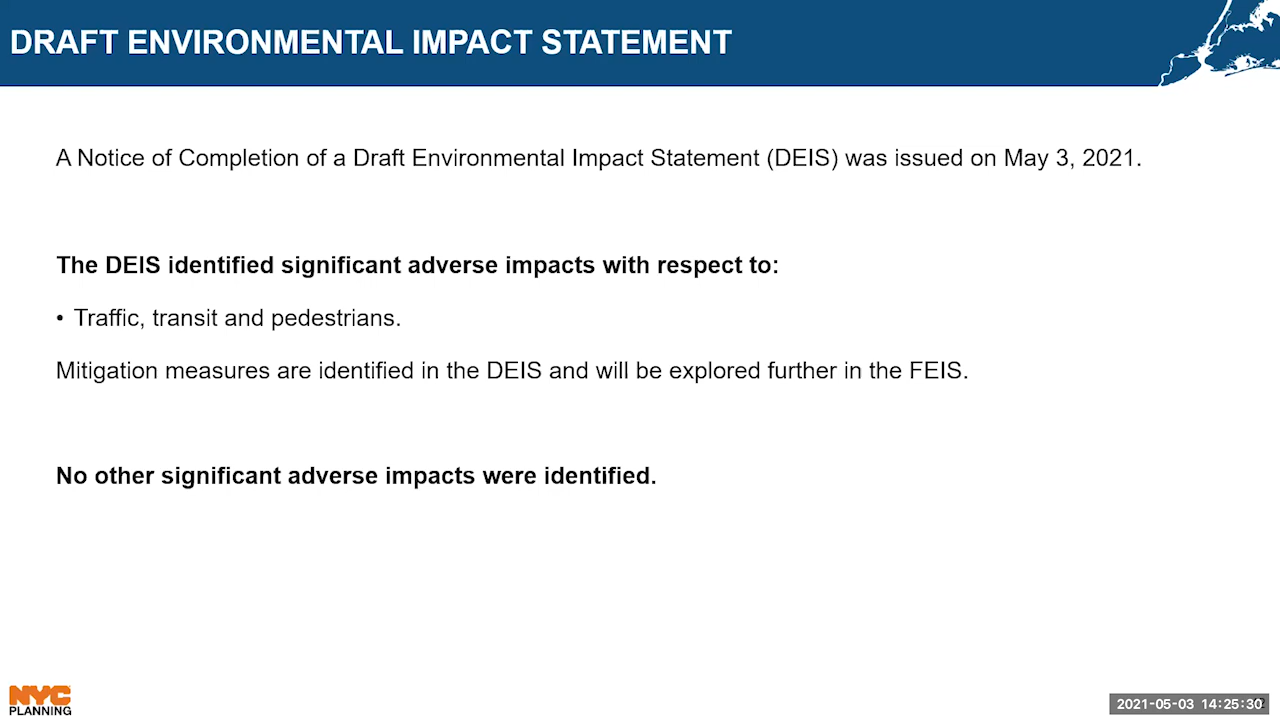 DRAFT ENVIRONMENTAL IMPACT STATEMENT
A Notice of Completion of a Draft Environmental Impact Statement (DEIS) was issued on May 3, 2021.
The DEIS identified significant adverse impacts with respect to:
• Traffic, transit and pedestrians.
Mitigation measures are identified in the DEIS and will be explored further in the FEIS.
No other significant adverse impacts were identified.
NYC
PLANNING
2021-05-03 14:25:30